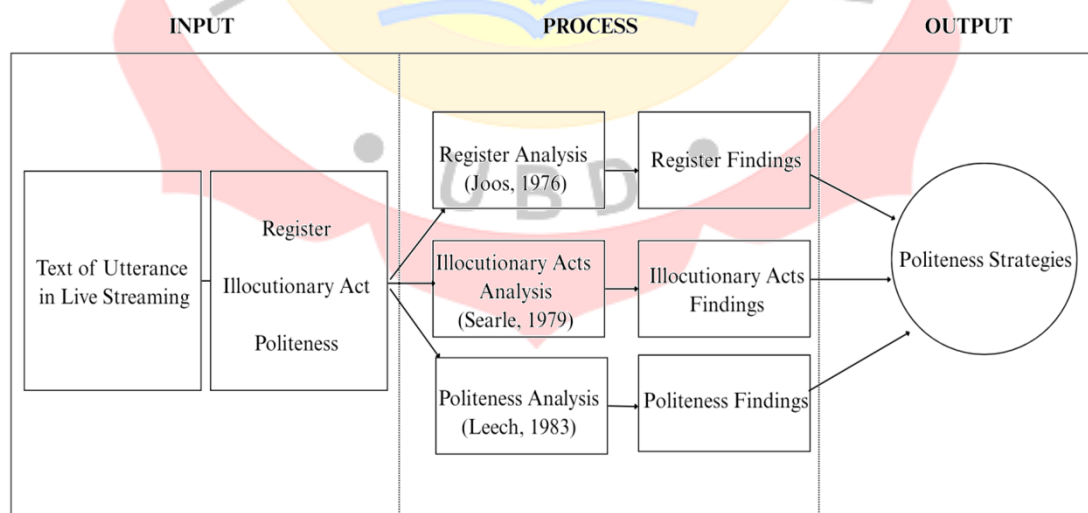 INPUT
PROCESS
OUTPUT
Text of Utterance
in Live Streaming
Register
Illocutionary Act
Politeness
Register Analysis
(Joos, 1976)
Register Findings
Illocutionary Acts
Analysis
(Searle, 1979)
Illocutionary Acts
Findings
Politeness Analysis
(Leech, 1983)
Politeness Findings
Politeness Strategies
UBD